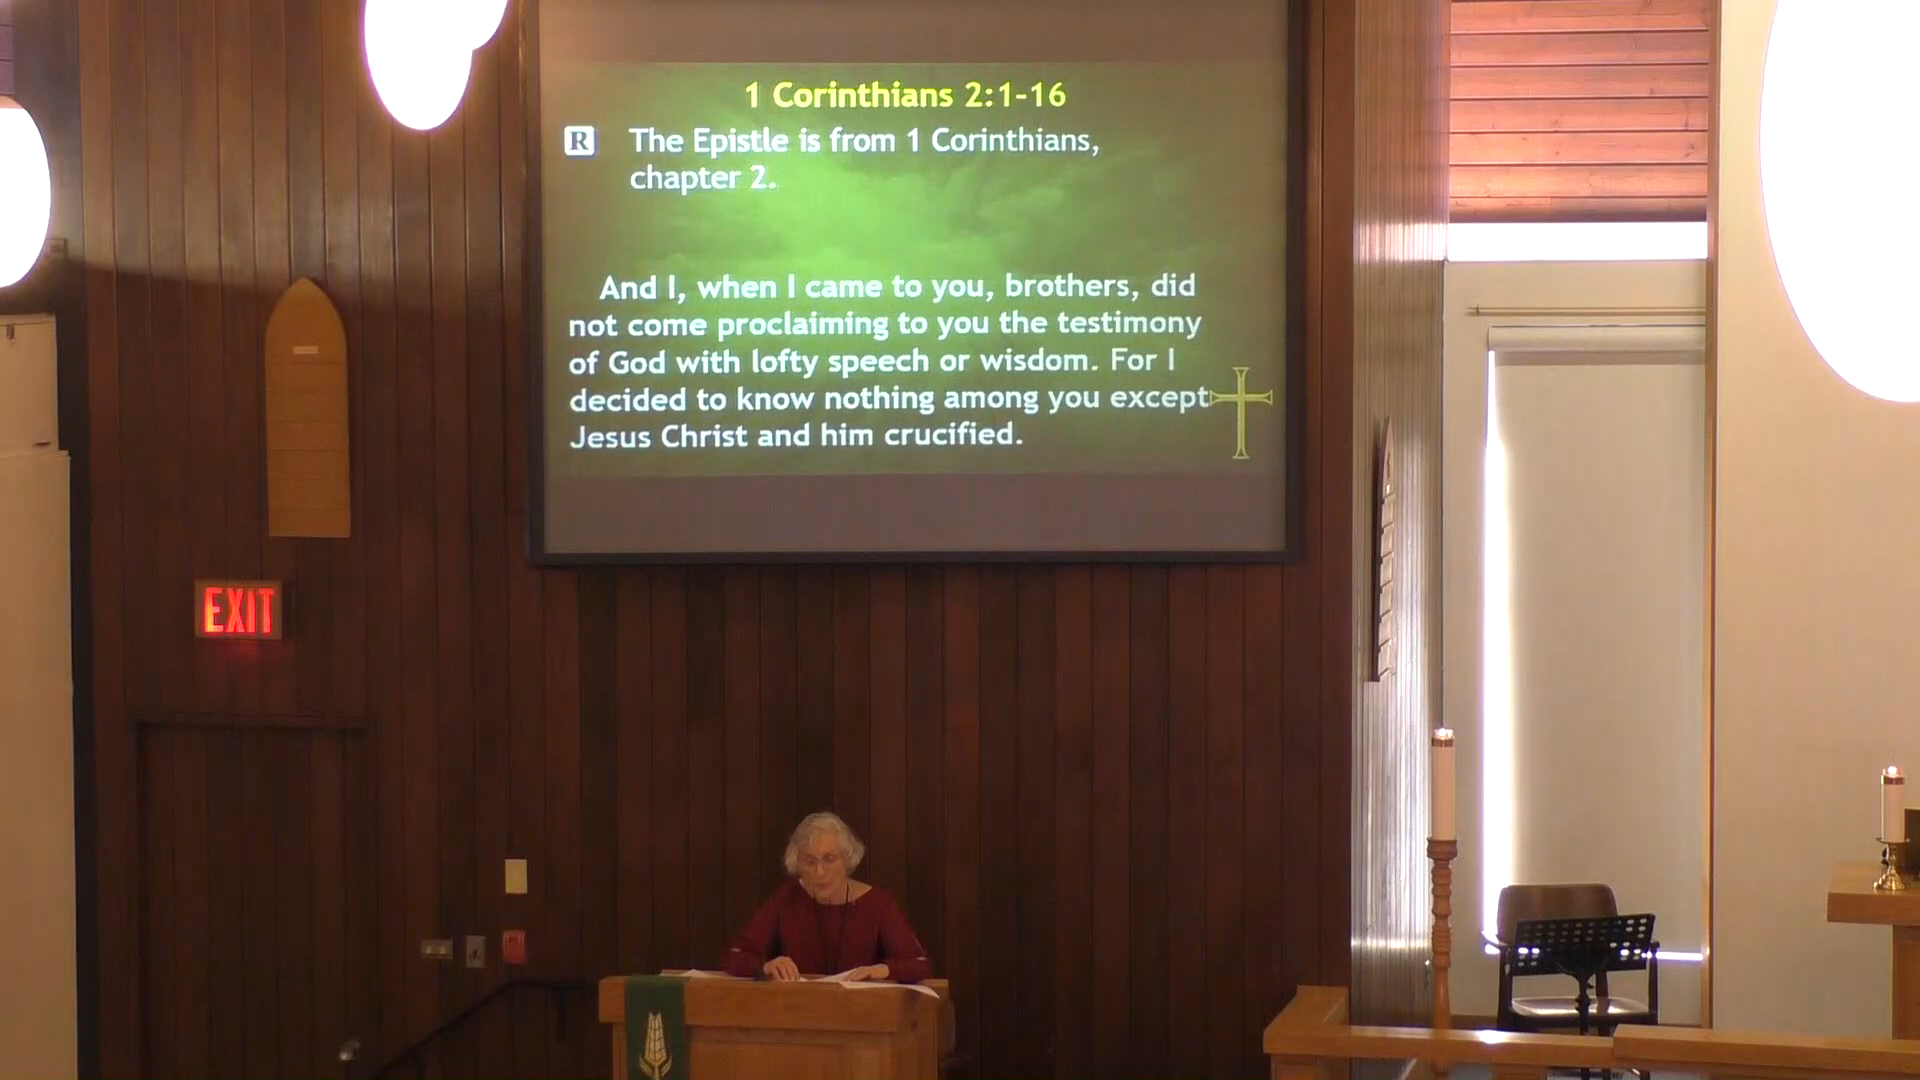 1 Corinthians 2:1-16
R The Epistle is from 1 Corinthians,
chapter 2.
And I, when I came to you, brothers, did
not come proclaiming to you the testimony
of God with lofty speech or wisdom. For I
decided to know nothing among you except
Jesus Christ and him crucified.
EXIT